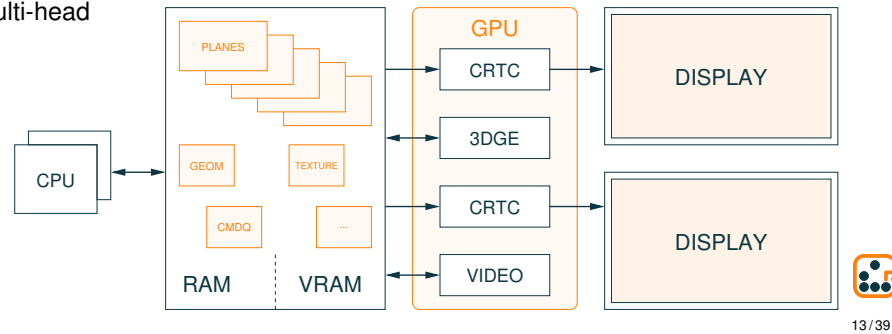 ulti-head
PLANES
GPU
CRTC
DISPLAY
3DGE
CPU
GEOM
TEXTURE
CRTC
CMDQ
...
DISPLAY
RAM
VRAM
VIDEO
13/39